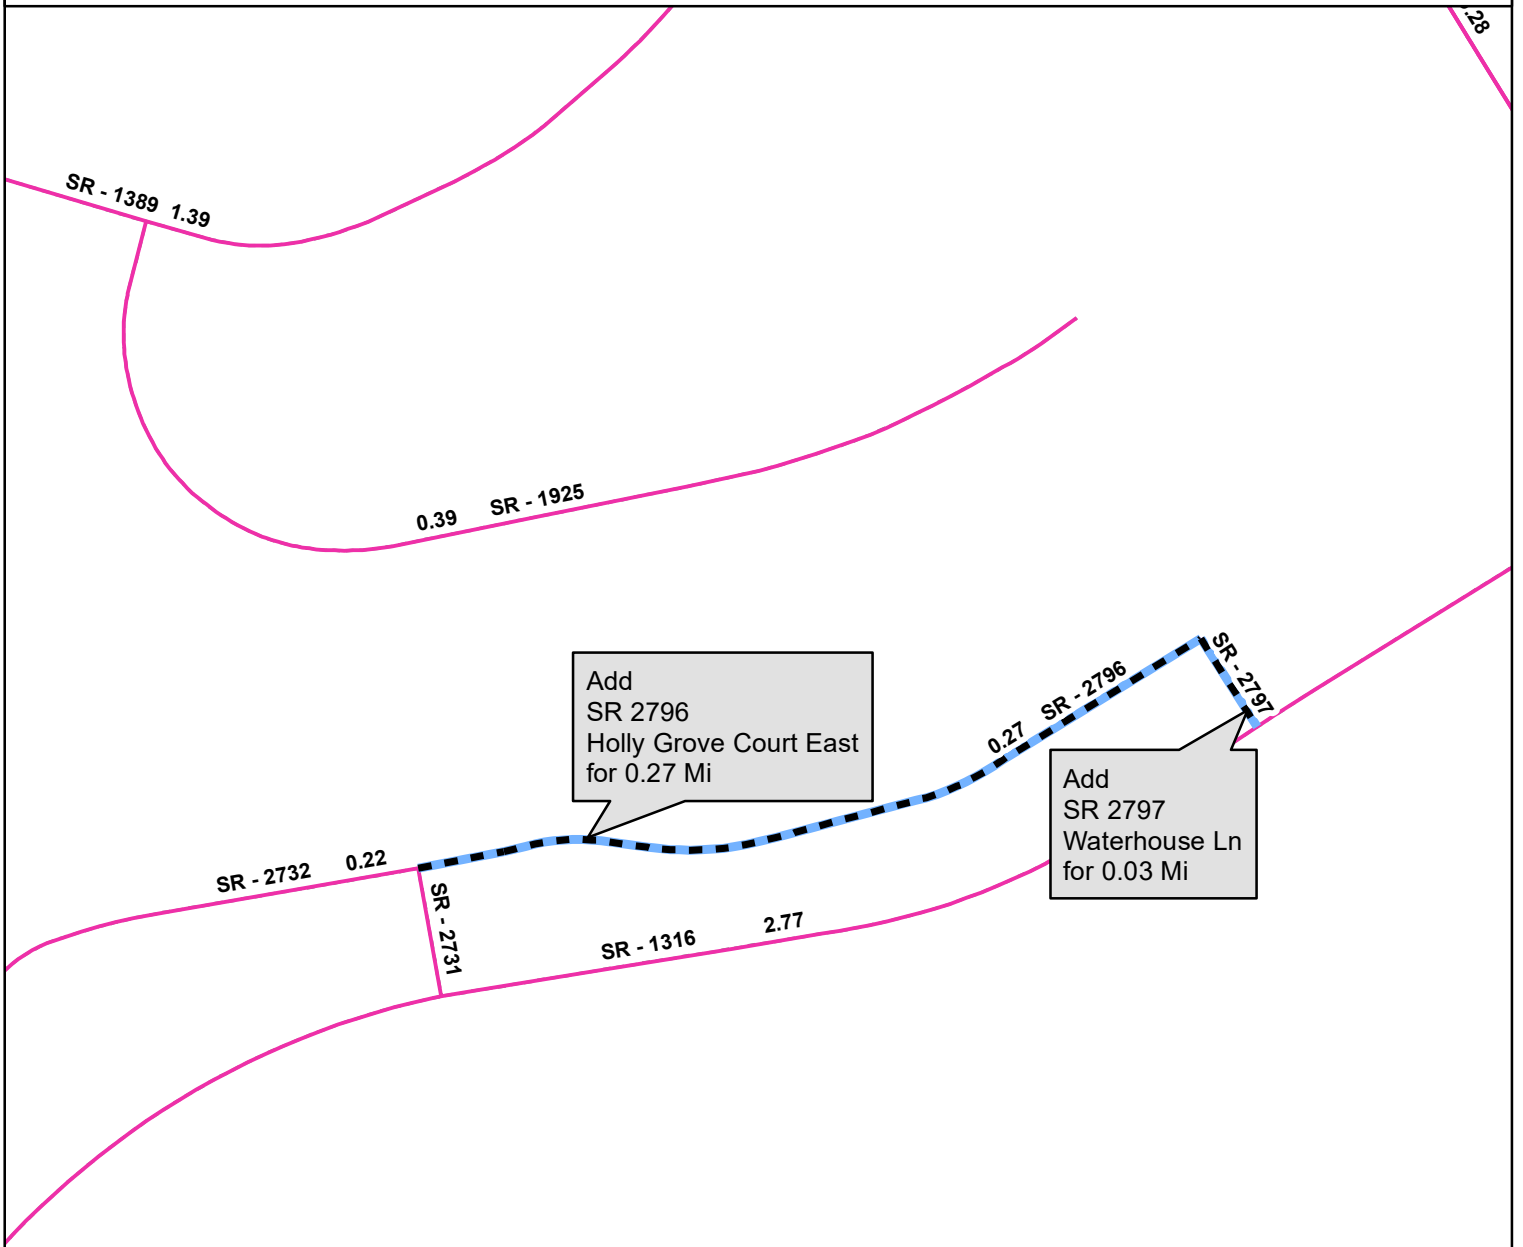 .28
SR - 1389 1.39
0.39 SR - 1925
SR - 2797
SR - 2796
0.27
Add
SR 2796
Holly Grove Court East
for 0.27 Mi
Add
SR 2797
Waterhouse Ln
for 0.03 Mi
SR - 2732 0.22
SR - 2731
SR - 1316 2.77